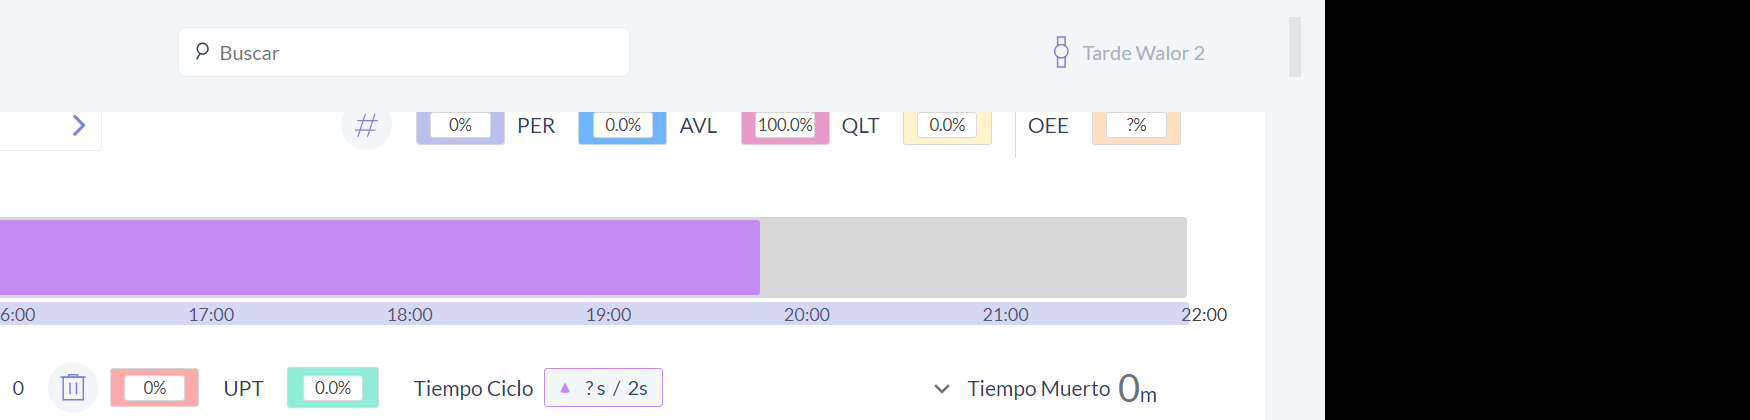 Buscar
Tarde Walor 2
# 0% PER 0.0% AVL 100.0% QLT 0.0% OEE ?%
6:00 17:00 18:00 19:00 20:00 21:00 22:00
0 0% UPT 0.0% Tiempo Ciclo ? s / 2s Tiempo Muerto 0m